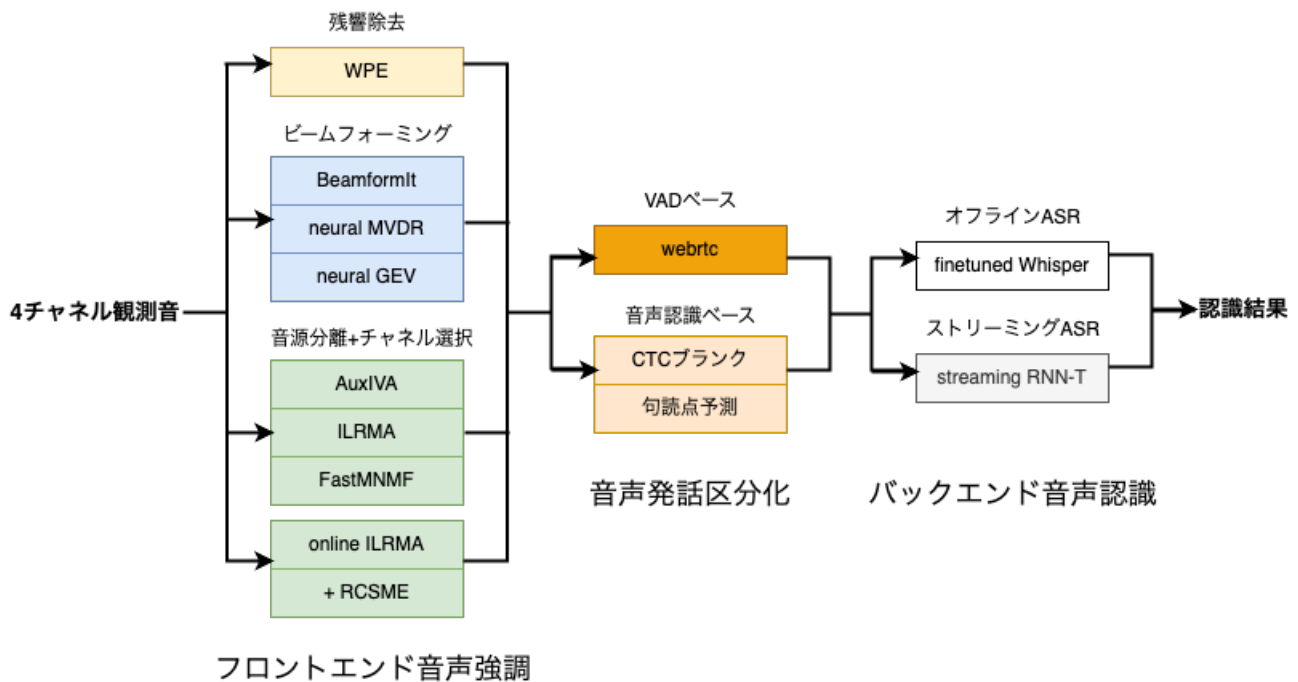 4チャネル観測音
残響除去
WPE
ビームフォーミング
BeamformIt
neural MVDR
neural GEV
音源分離+チャネル選択
AuxIVA
ILRMA
FastMNMF
online ILRMA
+ RCSME
フロントエンド音声強調
VADベース
webrtc
音声認識ベース
CTCブランク
句読点予測
音声発話区分化
オフラインASR
finetuned Whisper
ストリーミングASR
streaming RNN-T
バックエンド音声認識
認識結果